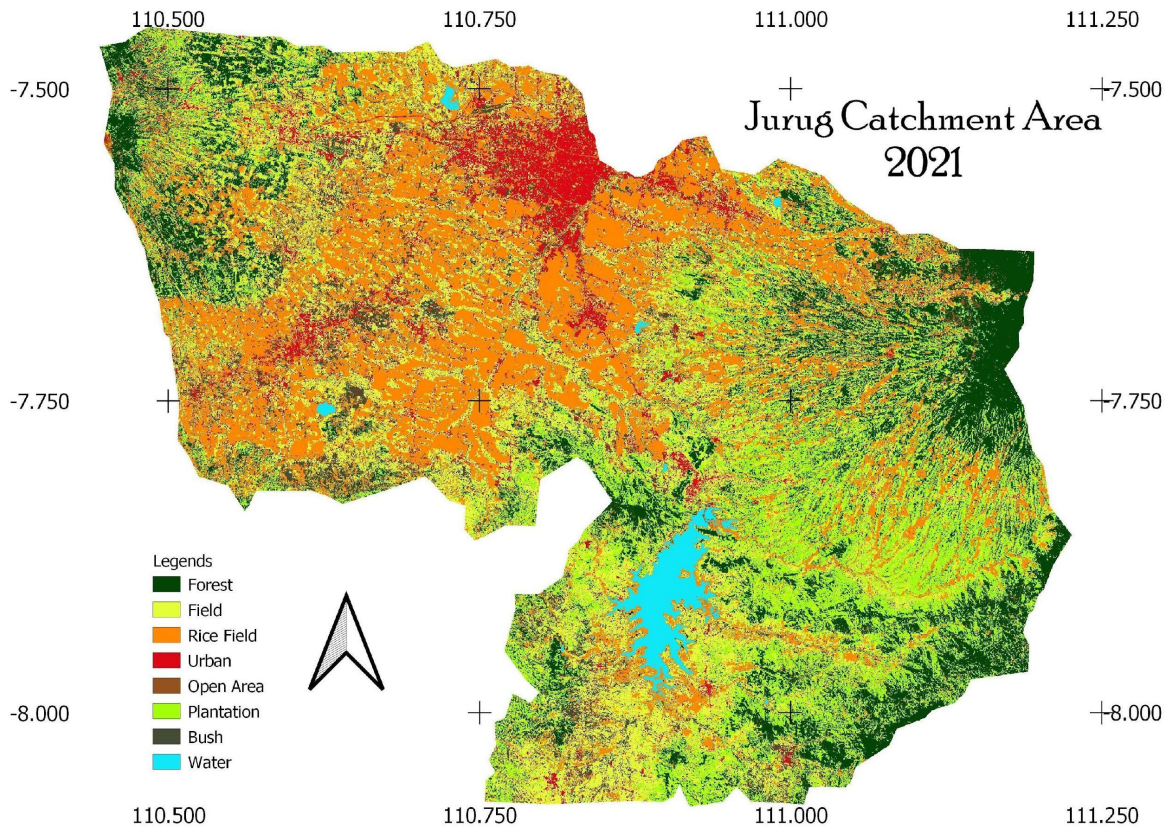 110.500 110.750 111.000 111.250
-7.500 -7.500
Jurug Catchment Area
2021
-7.750 -7.750
Legends
Forest
Field
Rice Field
Urban
Open Area
Plantation
Bush
Water
-8.000 -8.000
110.500 110.750 111.000 111.250